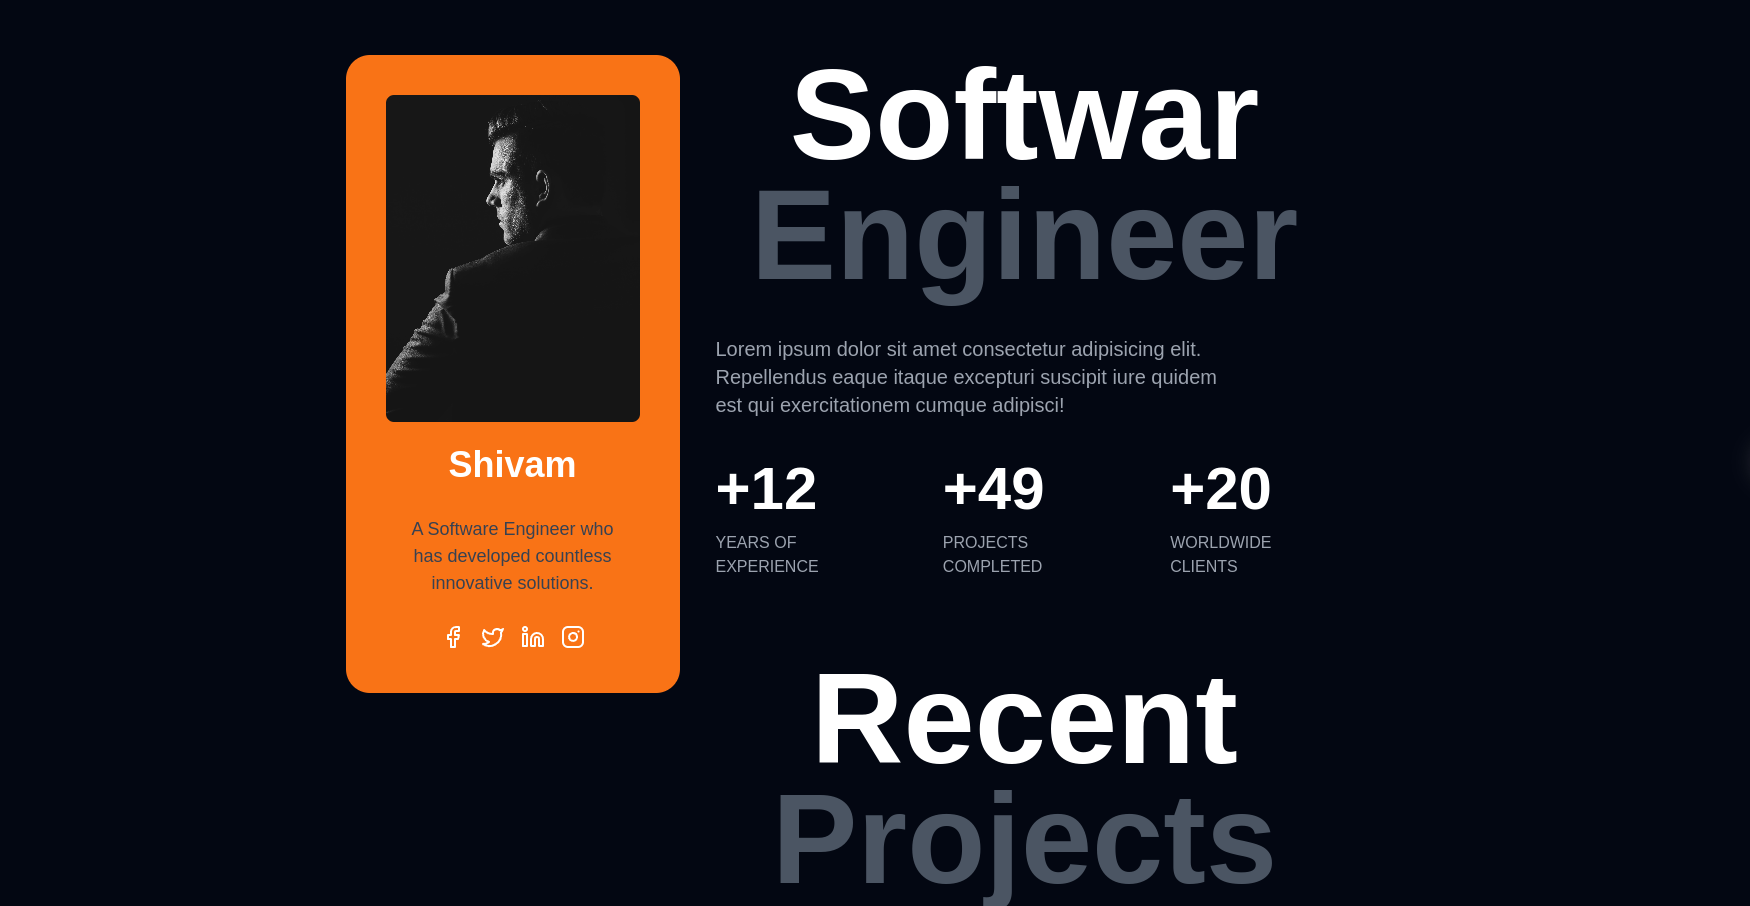 Shivam
A Software Engineer who
has developed countless
innovative solutions.
Softwar
Engineer
Lorem ipsum dolor sit amet consectetur adipisicing elit.
Repellendus eaque itaque excepturi suscipit iure quidem
est qui exercitationem cumque adipisci!
+12
YEARS OF
EXPERIENCE
+49
PROJECTS
COMPLETED
+20
WORLDWIDE
CLIENTS
Recent
Projects